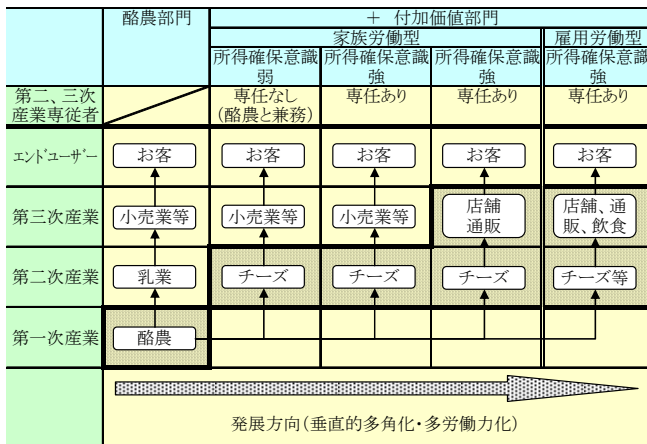 酪農部門
+ 付加価値部門
家族労働型
雇用労働型
所得確保意識
弱
所得確保意識
強
所得確保意識
強
所得確保意識
強
第二、三次
産業専従者
専任なし
(酪農と兼務)
専任あり
専任あり
専任あり
エンドユーザー
お客
お客
お客
お客
お客
第三次産業
小売業等
小売業等
小売業等
店舗
通販
店舗、通
販、飲食
第二次産業
乳業
チーズ
チーズ
チーズ
チーズ等
第一次産業
酪農
発展方向(垂直的多角化・多労働力化)